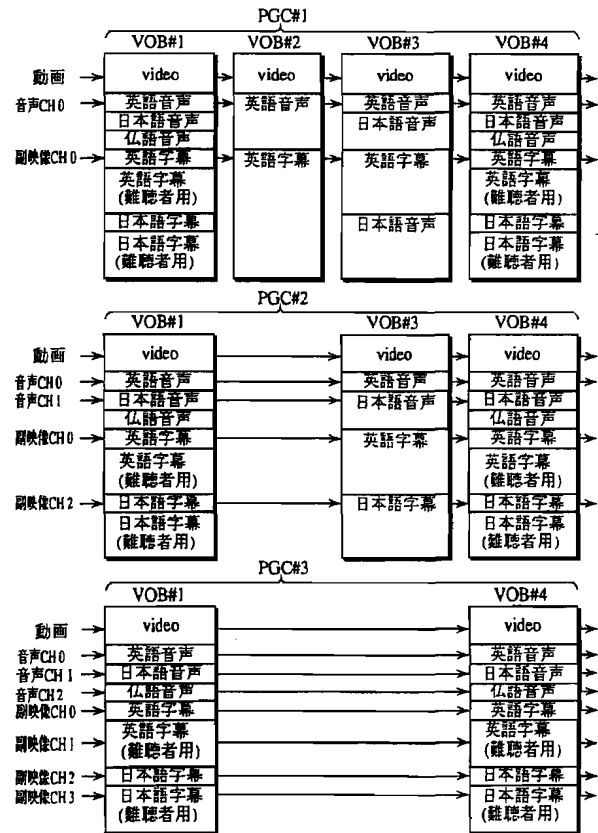 PGC#1
VOB#1 VOB#2 VOB#3 VOB#4
動画 video video video video
音声CH0 英語音声 英語音声 英語音声 英語音声
日本語音声 日本語音声 日本語音声
仏語音声 仏語音声
副映像CH0 英語字幕 英語字幕 英語字幕 英語字幕
英語字幕 英語字幕
(難聴者用) (難聴者用)
日本語字幕 日本語音声 日本語字幕
日本語字幕 日本語字幕
(難聴者用) (難聴者用)
PGC#2
VOB#1 VOB#3 VOB#4
動画 video video video
音声CH0 英語音声 英語音声 英語音声
音声CH1 日本語音声 日本語音声 日本語音声
仏語音声 仏語音声
副映像CH0 英語字幕 英語字幕 英語字幕
英語字幕 英語字幕
(難聴者用) (難聴者用)
副映像CH2 日本語字幕 日本語字幕 日本語字幕
日本語字幕 日本語字幕
(難聴者用) (難聴者用)
PGC#3
VOB#1 VOB#4
動画 video video
音声CH0 英語音声 英語音声
音声CH1 日本語音声 日本語音声
音声CH2 仏語音声 仏語音声
副映像CH0 英語字幕 英語字幕
副映像CH1 英語字幕 英語字幕
(難聴者用) (難聴者用)
副映像CH2 日本語字幕 日本語字幕
副映像CH3 日本語字幕 日本語字幕
(難聴者用) (難聴者用)